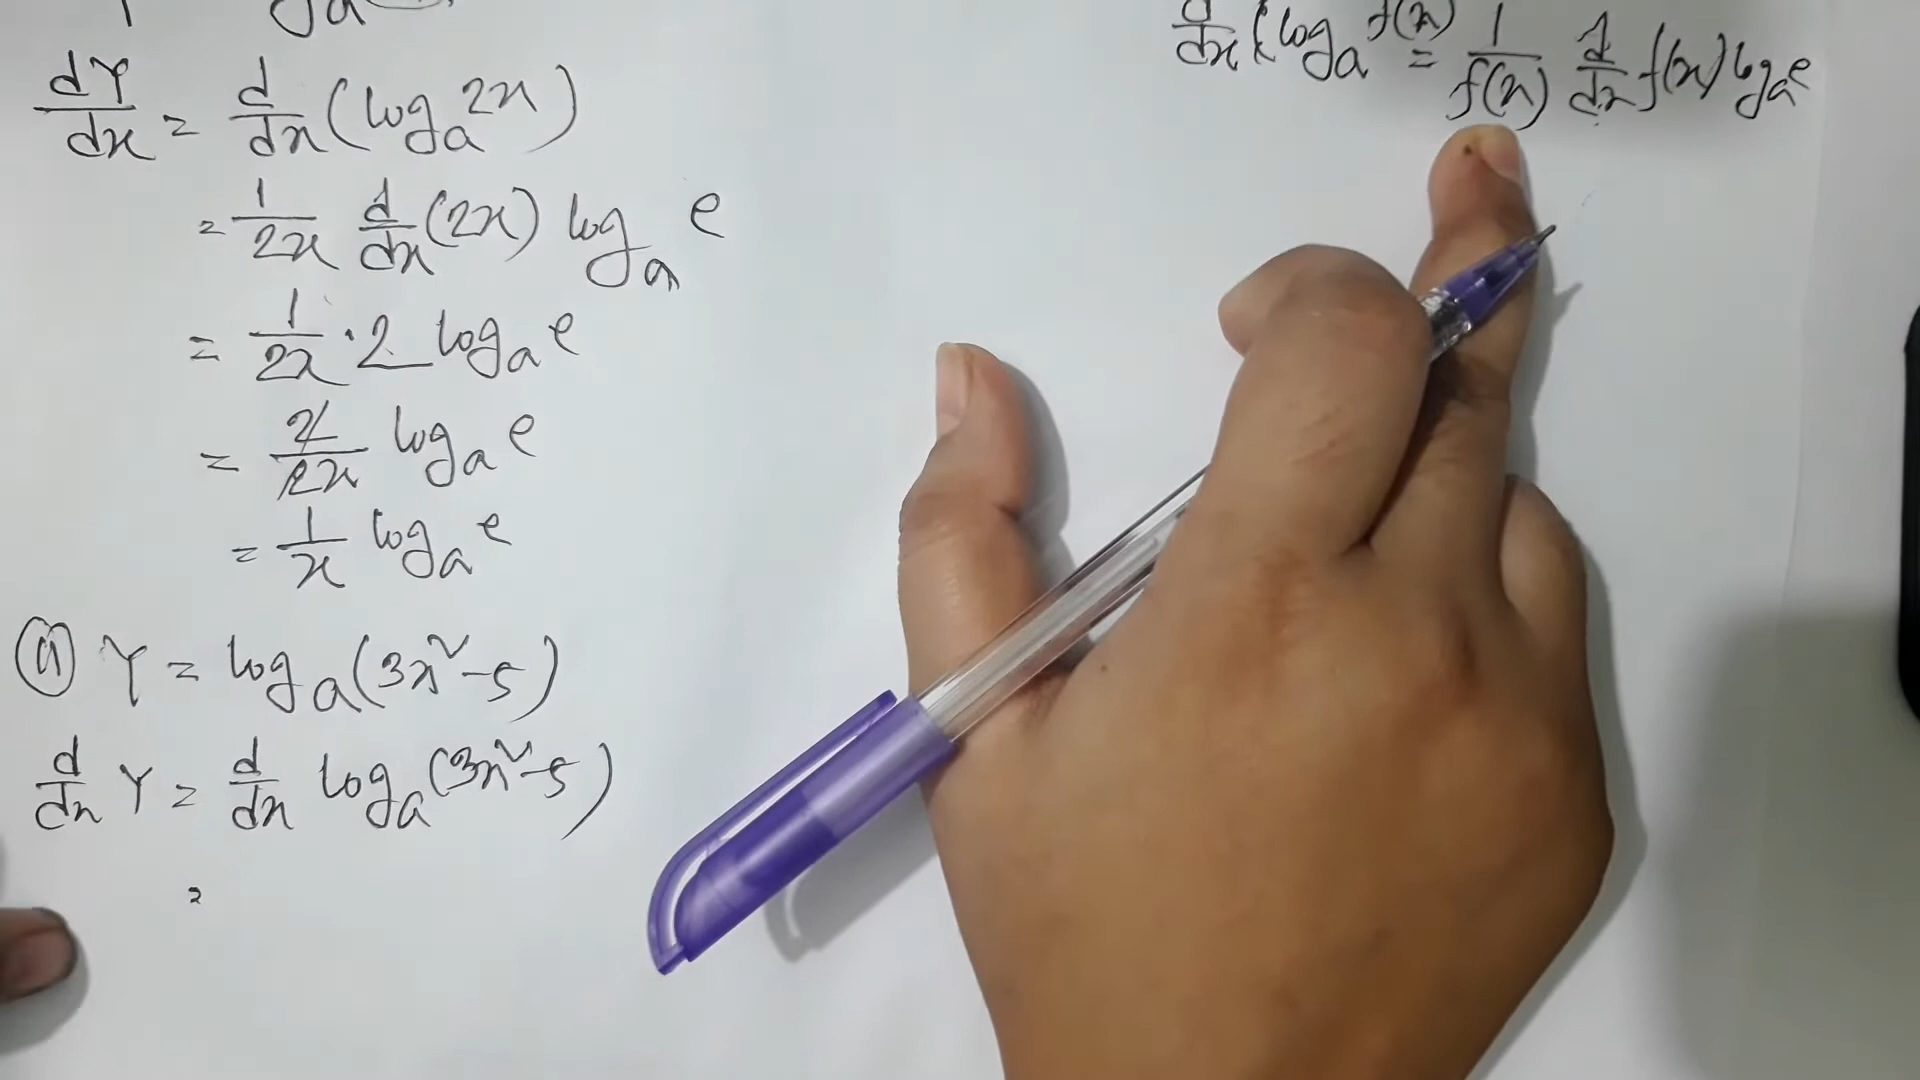 d/dx (log_a f(x) = 1/f(x) d/dx f(x) log_a e
dY/dx = d/dx (log_a 2x)
= 1/2x d/dx (2x) log_a e
= 1/2x · 2 log_a e
= 2/2x log_a e
= 1/x log_a e
Y = log_a (3x²-5)
d/dx Y = d/dx log_a (3x²-5)
=